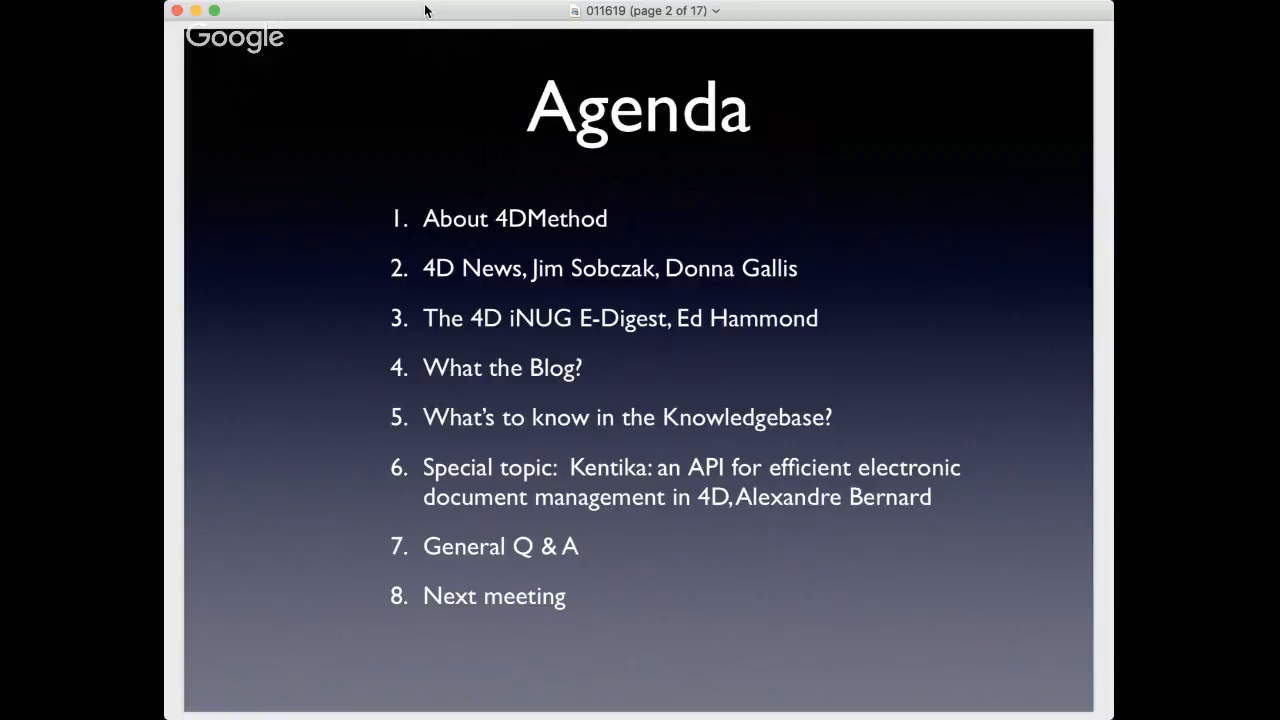 011619 (page 2 of 17)
Google
Agenda
1. About 4DMethod
2. 4D News, Jim Sobczak, Donna Gallis
3. The 4D iNUG E-Digest, Ed Hammond
4. What the Blog?
5. What’s to know in the Knowledgebase?
6. Special topic:  Kentika: an API for efficient electronic
document management in 4D, Alexandre Bernard
7. General Q & A
8. Next meeting